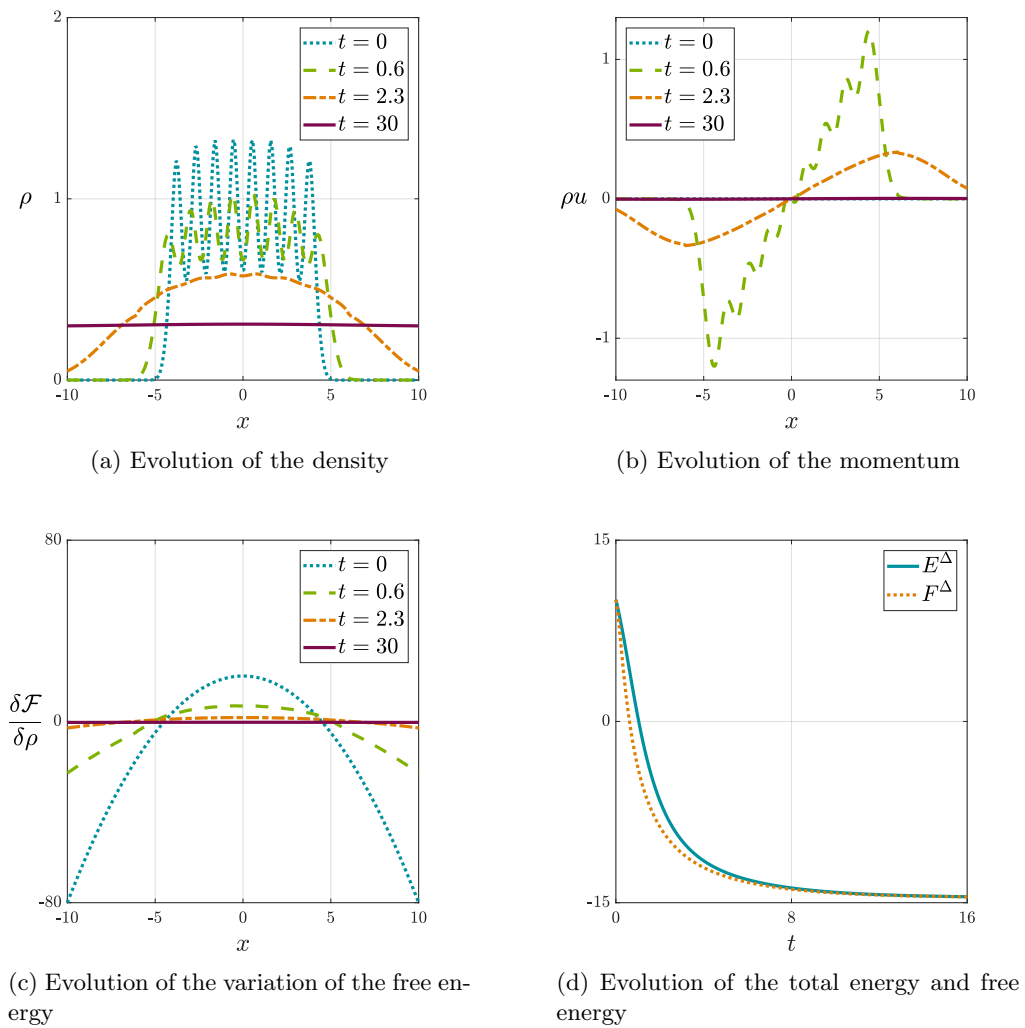 2
1
0
ρ
-10
-5
0
5
10
x
t = 0
t = 0.6
t = 2.3
t = 30
(a) Evolution of the density
1
0
-1
ρu
-10
-5
0
5
10
x
t = 0
t = 0.6
t = 2.3
t = 30
(b) Evolution of the momentum
80
0
-80
δF
δρ
-10
-5
0
5
10
x
t = 0
t = 0.6
t = 2.3
t = 30
(c) Evolution of the variation of the free en-
ergy
15
0
-15
0
8
16
t
E^Δ
F^Δ
(d) Evolution of the total energy and free
energy